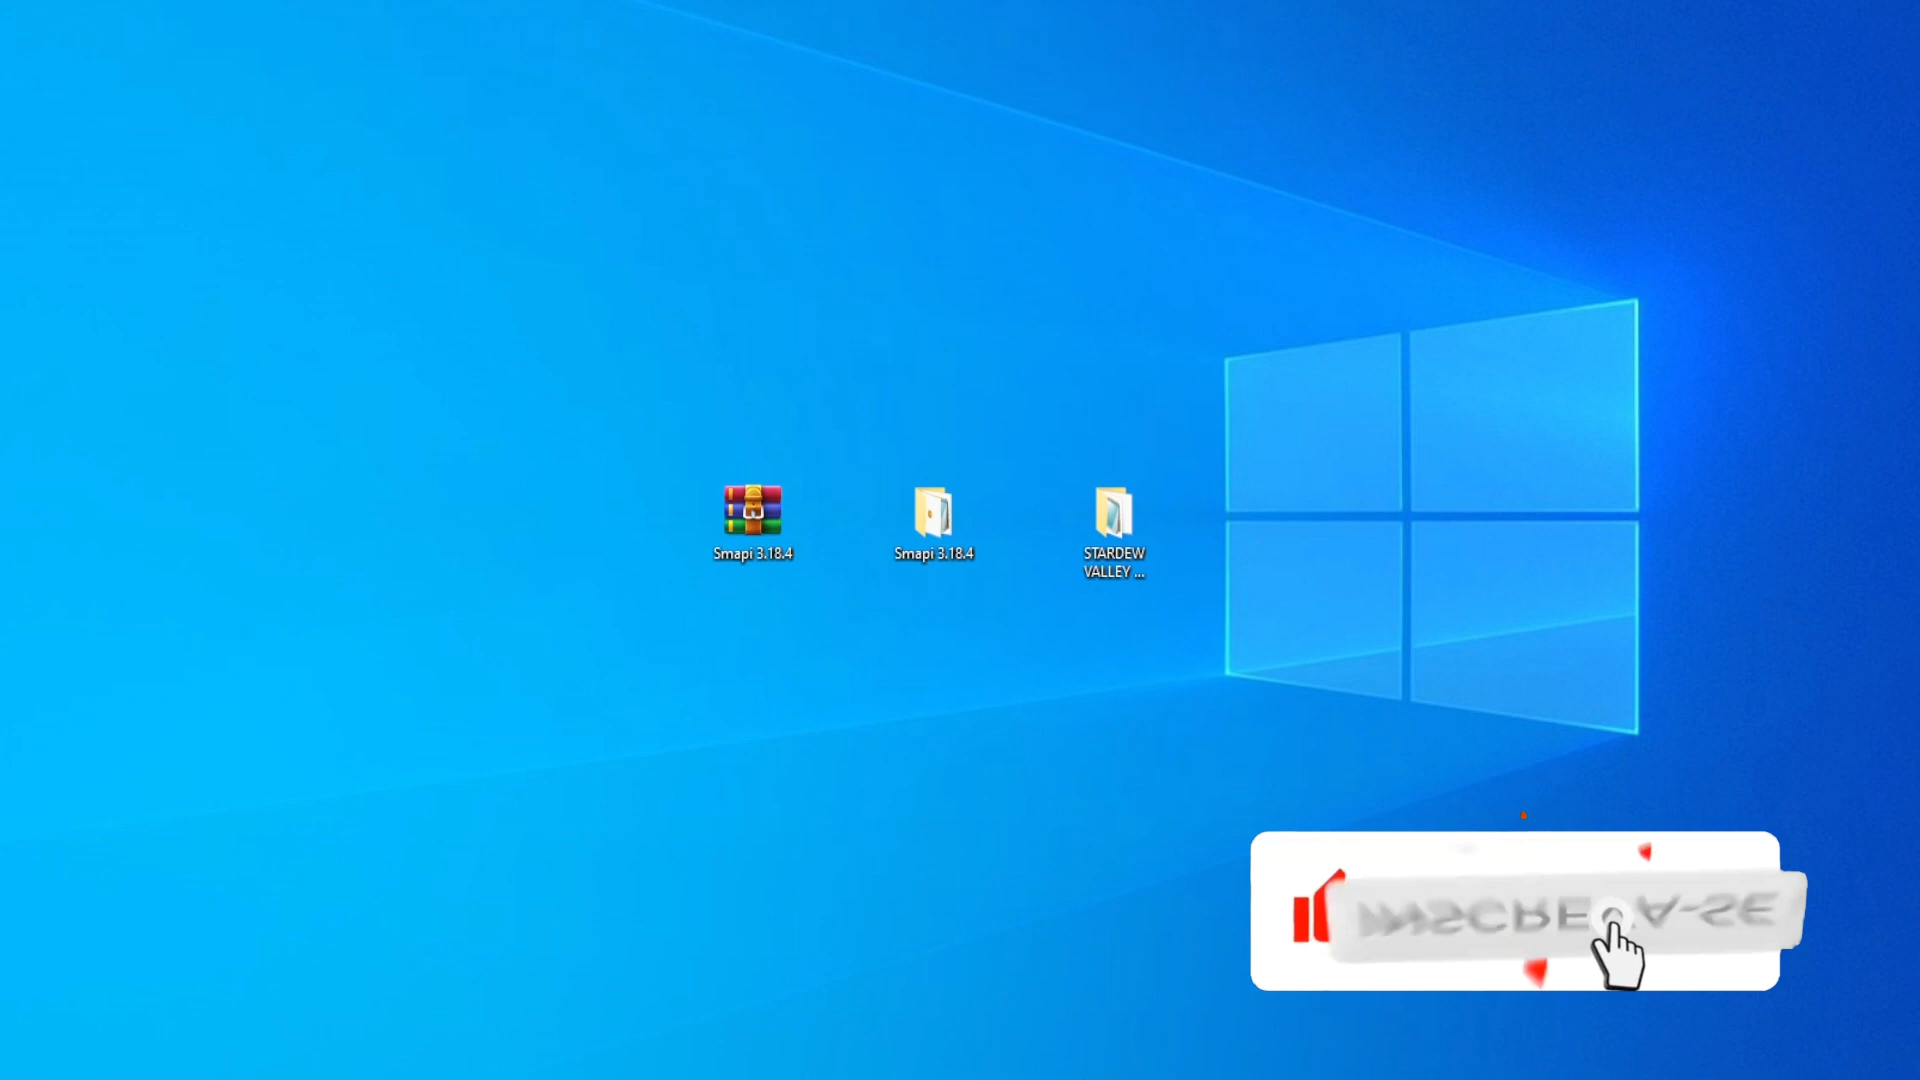 Smapi 3.18.4
Smapi 3.18.4
STARDEW
VALLEY ...
INSCREVA-SE